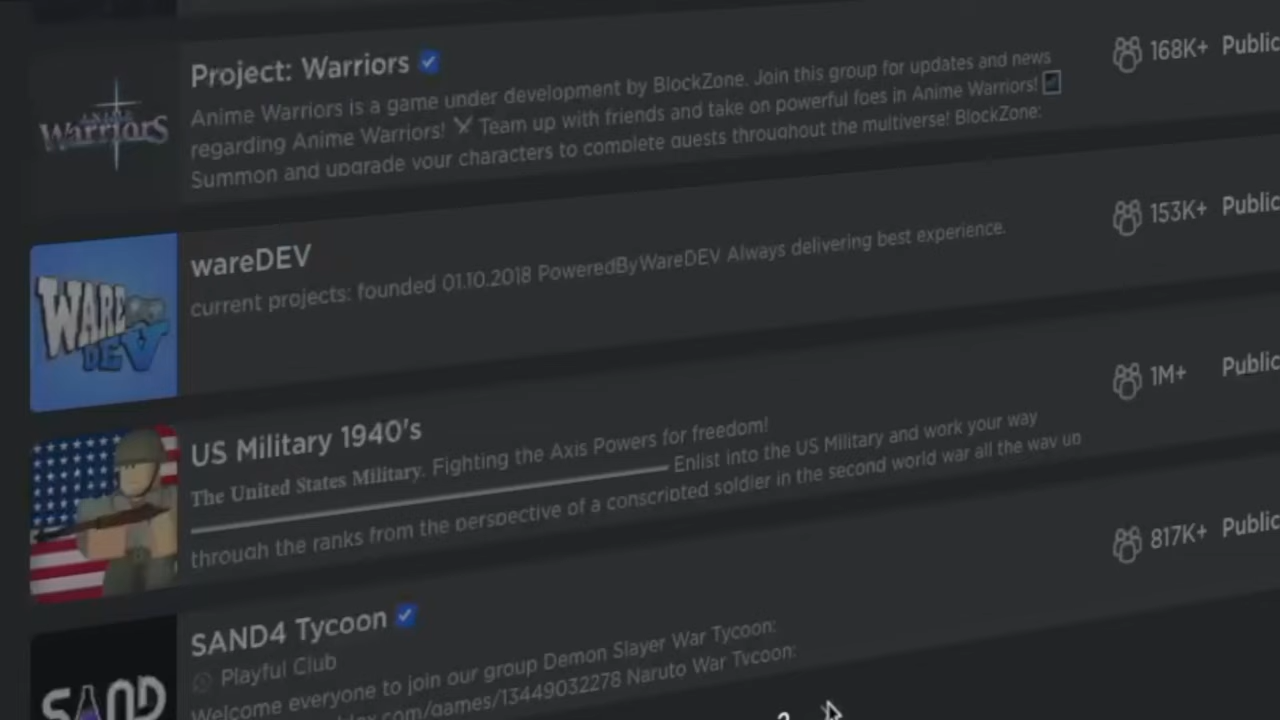 Project: Warriors
168K+ Public
Anime Warriors is a game under development by BlockZone. Join this group for updates and news
regarding Anime Warriors! ⚔ Team up with friends and take on powerful foes in Anime Warriors!
Summon and upgrade your characters to complete quests throughout the multiverse! BlockZone:
ANIME
WarriorS
wareDEV
153K+ Public
current projects: founded 01.10.2018 PoweredByWareDEV Always delivering best experience.
WARE
DEV
US Military 1940's
1M+ Public
The United States Military. Fighting the Axis Powers for freedom!
Enlist into the US Military and work your way
through the ranks from the perspective of a conscripted soldier in the second world war all the way up
SAND4 Tycoon
817K+ Public
Playful Club
Welcome everyone to join our group Demon Slayer War Tycoon:
blox.com/games/13449032278 Naruto War Tycoon:
SAND